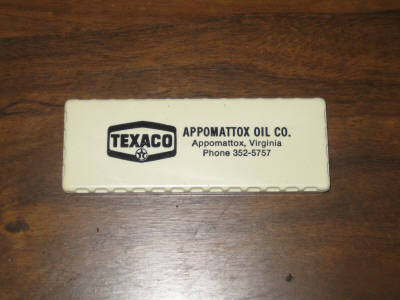 TEXACO
APPOMATTOX OIL CO.
Appomattox, Virginia
Phone 352-5757